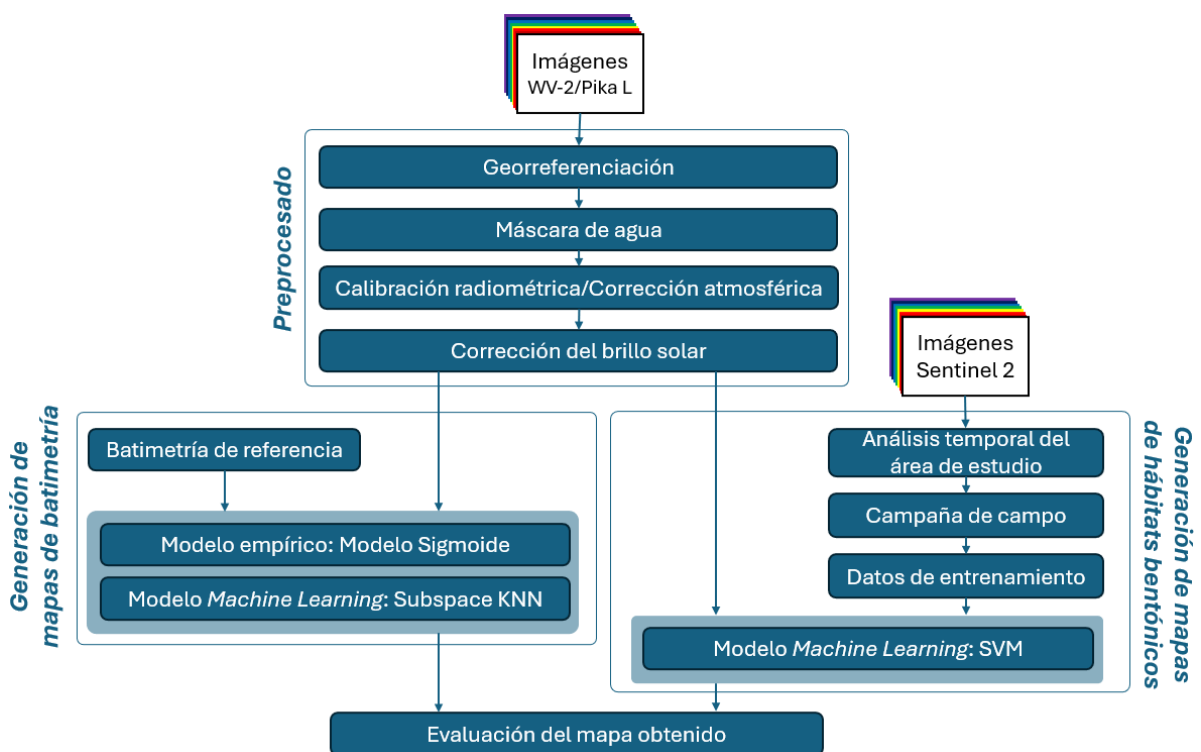 Imágenes
WV-2/Pika L
Preprocesado
Georreferenciación
Máscara de agua
Calibración radiométrica/Corrección atmosférica
Corrección del brillo solar
Imágenes
Sentinel 2
Generación de
mapas de batimetría
Batimetría de referencia
Modelo empírico: Modelo Sigmoide
Modelo Machine Learning: Subspace KNN
Análisis temporal del
área de estudio
Campaña de campo
Datos de entrenamiento
Modelo Machine Learning: SVM
Generación de mapas
de hábitats bentónicos
Evaluación del mapa obtenido